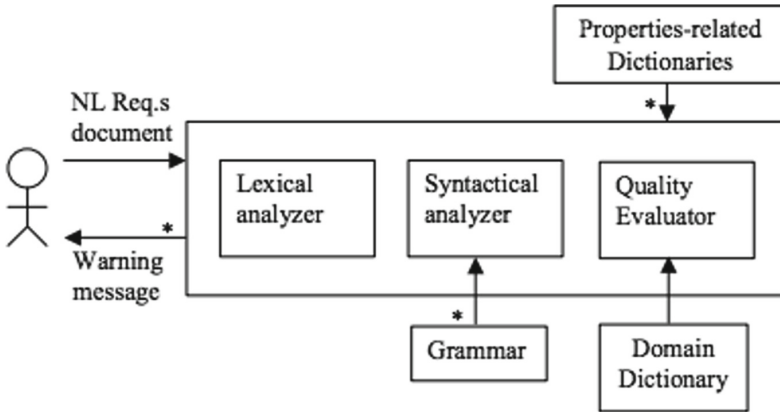 Properties-related
Dictionaries
*
NL Req.s
document
Lexical
analyzer
Syntactical
analyzer
Quality
Evaluator
*
Warning
message
*
Grammar
Domain
Dictionary